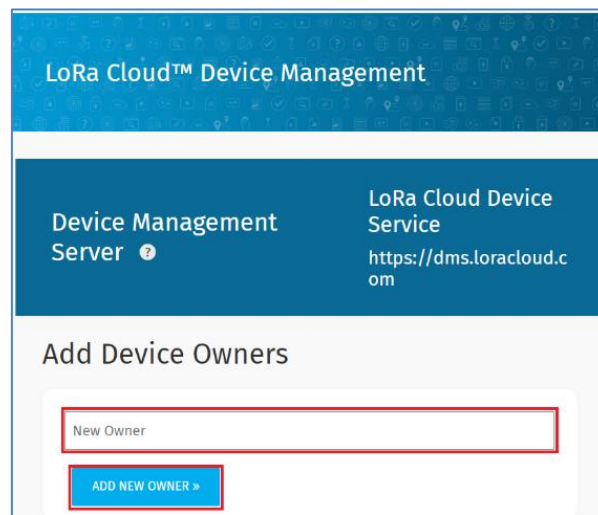 LoRa Cloud™ Device Management
Device Management
Server ?
LoRa Cloud Device
Service
https://dms.loracloud.c
om
Add Device Owners
New Owner
ADD NEW OWNER »